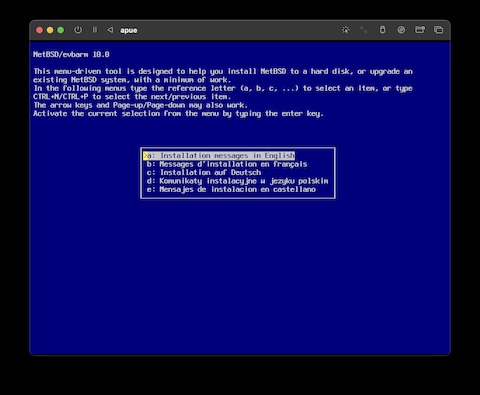 apue
NetBSD/evbarm 10.0
This menu-driven tool is designed to help you install NetBSD to a hard disk, or upgrade an
existing NetBSD system, with a minimum of work.
In the following menus type the reference letter (a, b, c, ...) to select an item, or type
CTRL+N/CTRL+P to select the next/previous item.
The arrow keys and Page-up/Page-down may also work.
Activate the current selection from the menu by typing the enter key.
>a: Installation messages in English
b: Messages d'installation en français
c: Installation auf Deutsch
d: Komunikaty instalacyjne w jezyku polskim
e: Mensajes de instalacion en castellano